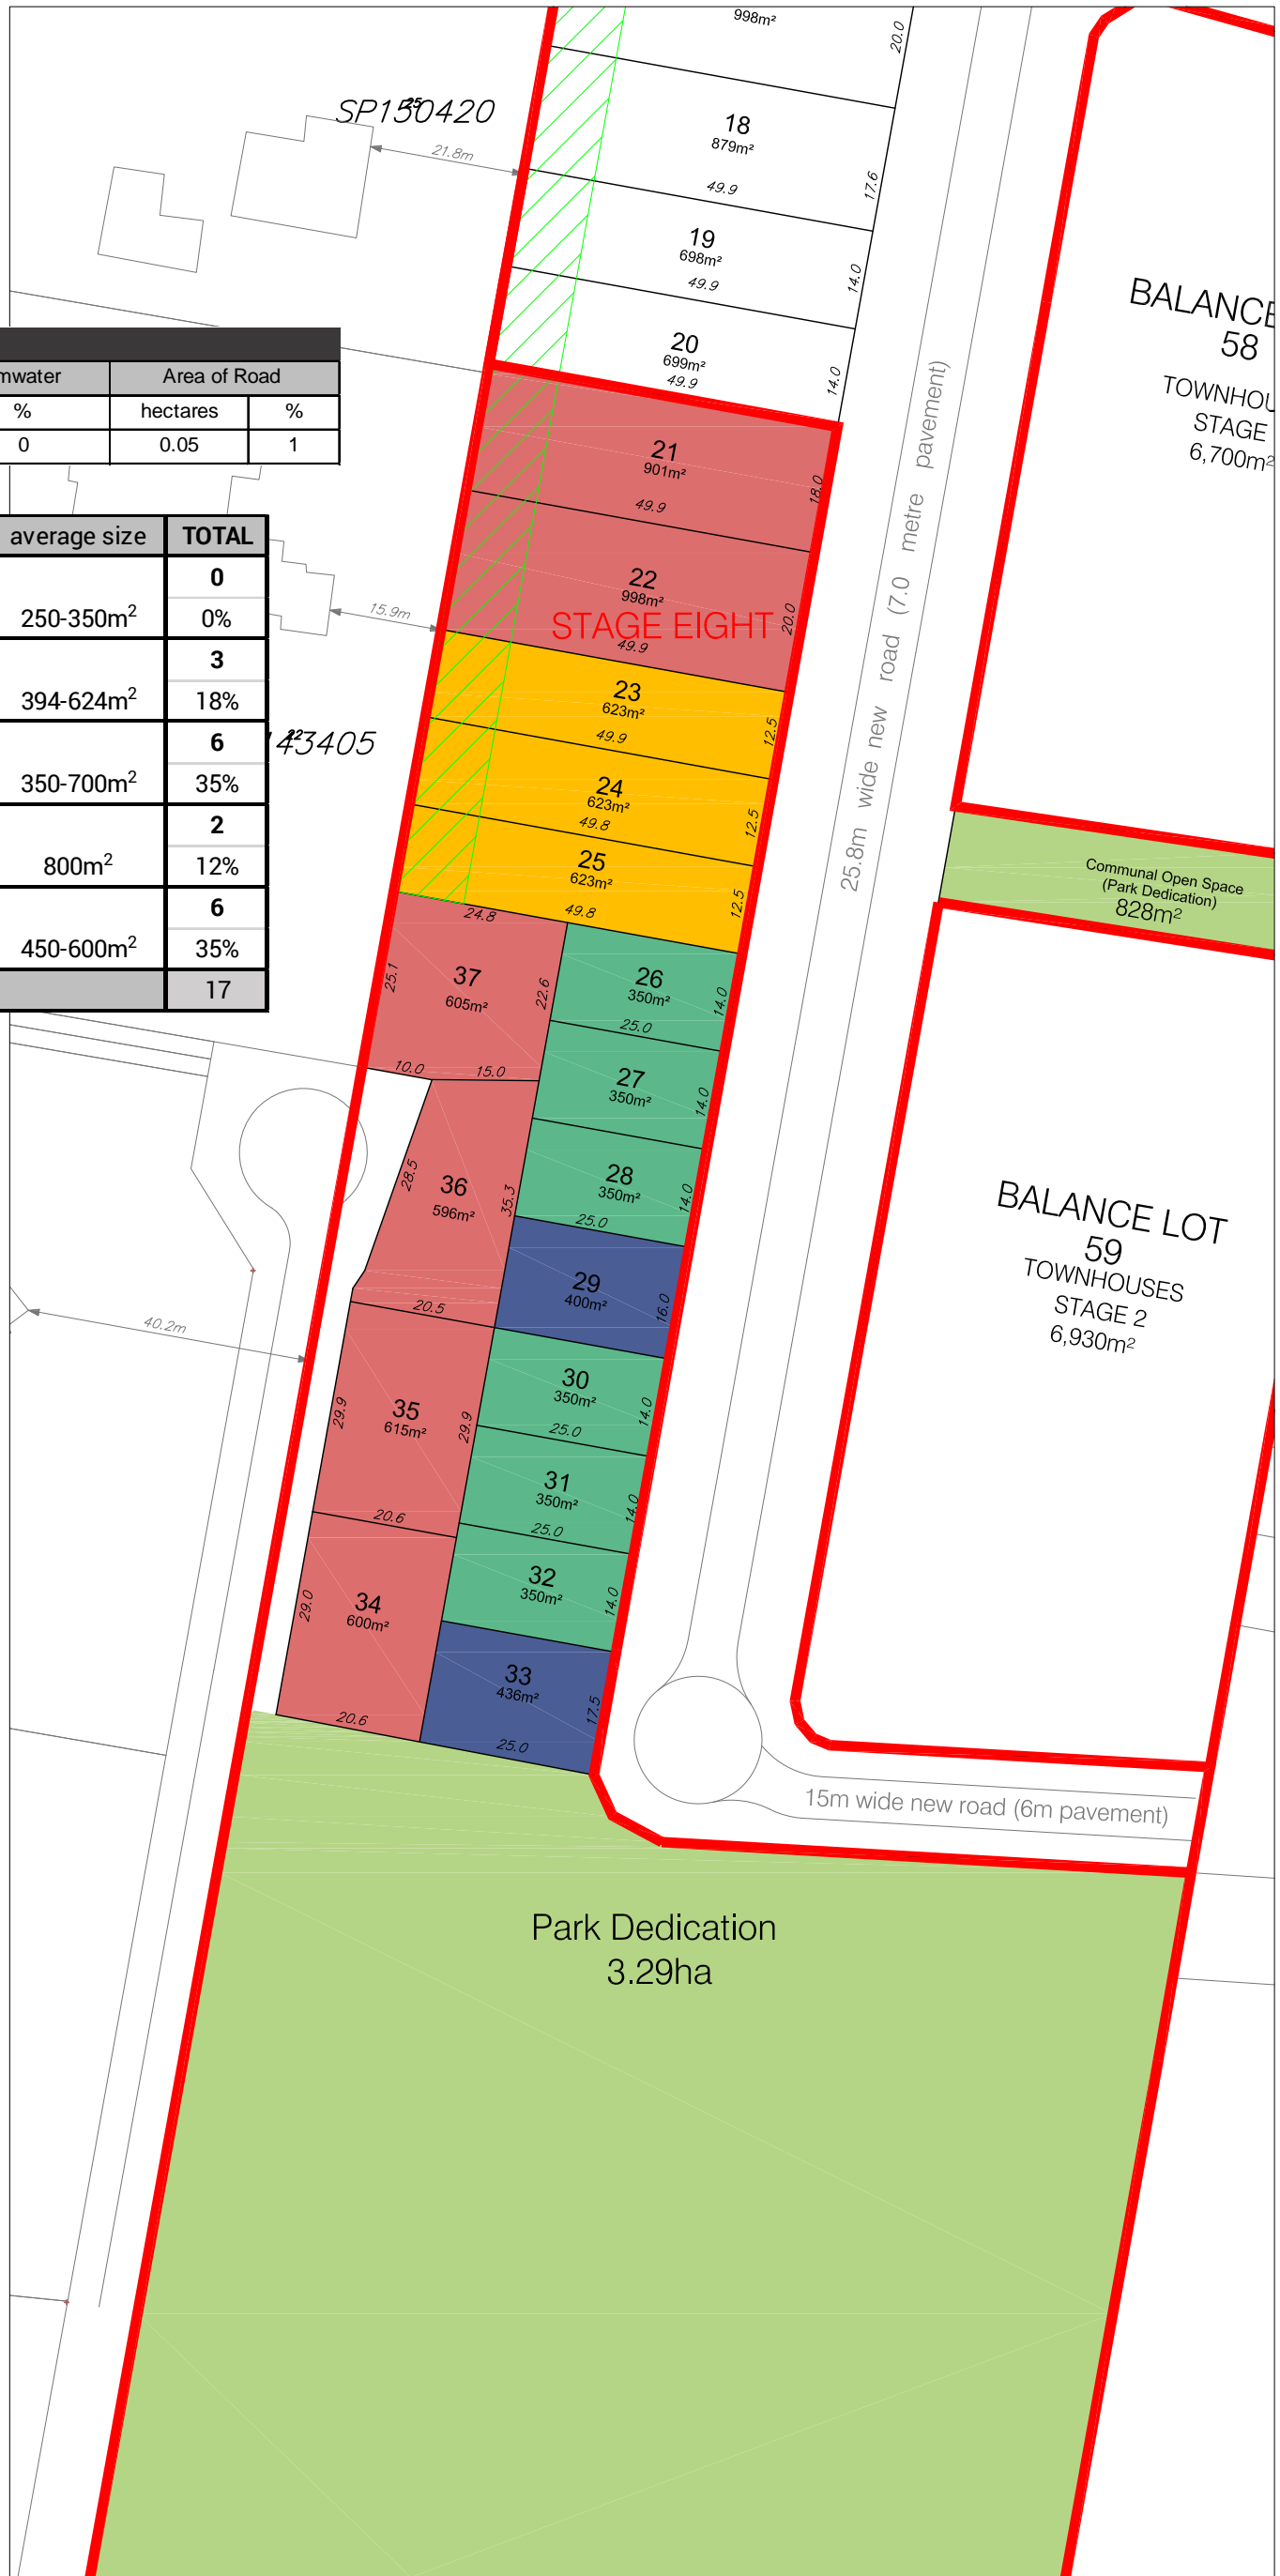 998m²
20.0
SP150420
25
21.8m
18
879m²
49.9
17.6
19
698m²
49.9
14.0
20
699m²
49.9
14.0
BALANCE
58
TOWNHOU
STAGE
6,700m²
mwater Area of Road
% hectares %
0 0.05 1
average size TOTAL
0
250-350m² 0%
3
394-624m² 18%
6
350-700m² 35%
2
800m² 12%
6
450-600m² 35%
17
21
901m²
49.9
18.0
22
998m²
STAGE EIGHT
49.9
20.0
15.9m
25.8m wide new road (7.0 metre pavement)
143405
22
23
623m²
49.9
12.5
24
623m²
49.8
12.5
25
623m²
49.8
12.5
24.8
Communal Open Space
(Park Dedication)
828m²
37
605m²
25.1
22.6
10.0
15.0
26
350m²
25.0
14.0
27
350m²
14.0
28
350m²
25.0
14.0
36
596m²
28.5
35.3
20.5
29
400m²
16.0
BALANCE LOT
59
TOWNHOUSES
STAGE 2
6,930m²
40.2m
30
350m²
25.0
14.0
35
615m²
29.9
29.9
20.6
31
350m²
25.0
14.0
32
350m²
14.0
34
600m²
29.0
20.6
33
436m²
17.5
25.0
15m wide new road (6m pavement)
Park Dedication
3.29ha